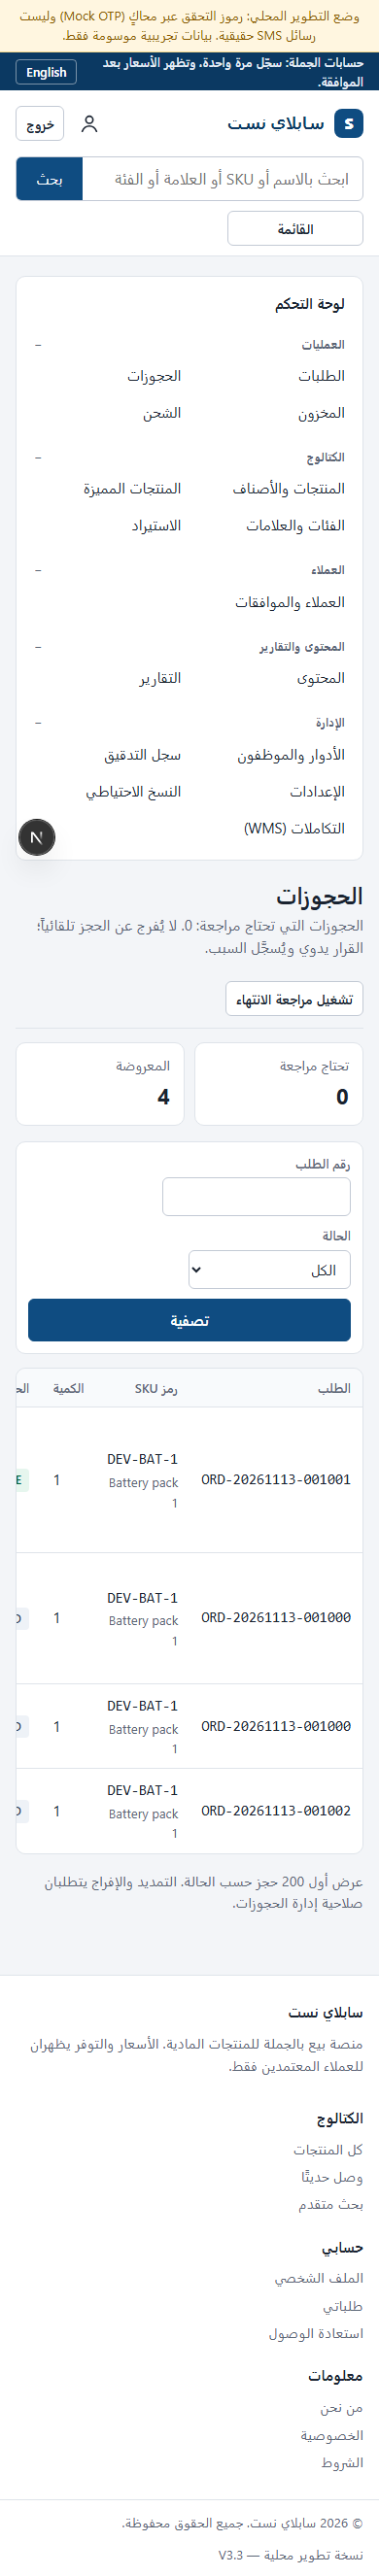 وضع التطوير المحلي: رموز التحقق عبر محاكٍ (Mock OTP) وليست
رسائل SMS حقيقية. بيانات تجريبية موسومة فقط.
حسابات الجملة: سجّل مرة واحدة، وتظهر الأسعار بعد
الموافقة.
English
S
سابلاي نست
خروج
ابحث بالاسم أو SKU أو العلامة أو الفئة
بحث
القائمة
لوحة التحكم
العمليات –
الطلبات الحجوزات
المخزون الشحن
الكتالوج –
المنتجات والأصناف المنتجات المميزة
الفئات والعلامات الاستيراد
العملاء –
العملاء والموافقات
المحتوى والتقارير –
المحتوى التقارير
الإدارة –
الأدوار والموظفون سجل التدقيق
الإعدادات النسخ الاحتياطي
التكاملات (WMS)
N
الحجوزات
الحجوزات التي تحتاج مراجعة: 0. لا يُفرج عن الحجز تلقائياً؛
القرار يدوي ويُسجَّل السبب.
تشغيل مراجعة الانتهاء
تحتاج مراجعة
0
المعروضة
4
رقم الطلب
الحالة
الكل
تصفية
الطلب رمز SKU الكمية
ORD-20261113-001001 DEV-BAT-1 1
Battery pack
1
ORD-20261113-001000 DEV-BAT-1 1
Battery pack
1
ORD-20261113-001000 DEV-BAT-1 1
Battery pack
1
ORD-20261113-001002 DEV-BAT-1 1
Battery pack
1
عرض أول 200 حجز حسب الحالة. التمديد والإفراج يتطلبان
صلاحية إدارة الحجوزات.
سابلاي نست
منصة بيع بالجملة للمنتجات المادية. الأسعار والتوفر يظهران
للعملاء المعتمدين فقط.
الكتالوج
كل المنتجات
وصل حديثًا
بحث متقدم
حسابي
الملف الشخصي
طلباتي
استعادة الوصول
معلومات
من نحن
الخصوصية
الشروط
© 2026 سابلاي نست. جميع الحقوق محفوظة.
نسخة تطوير محلية — V3.3